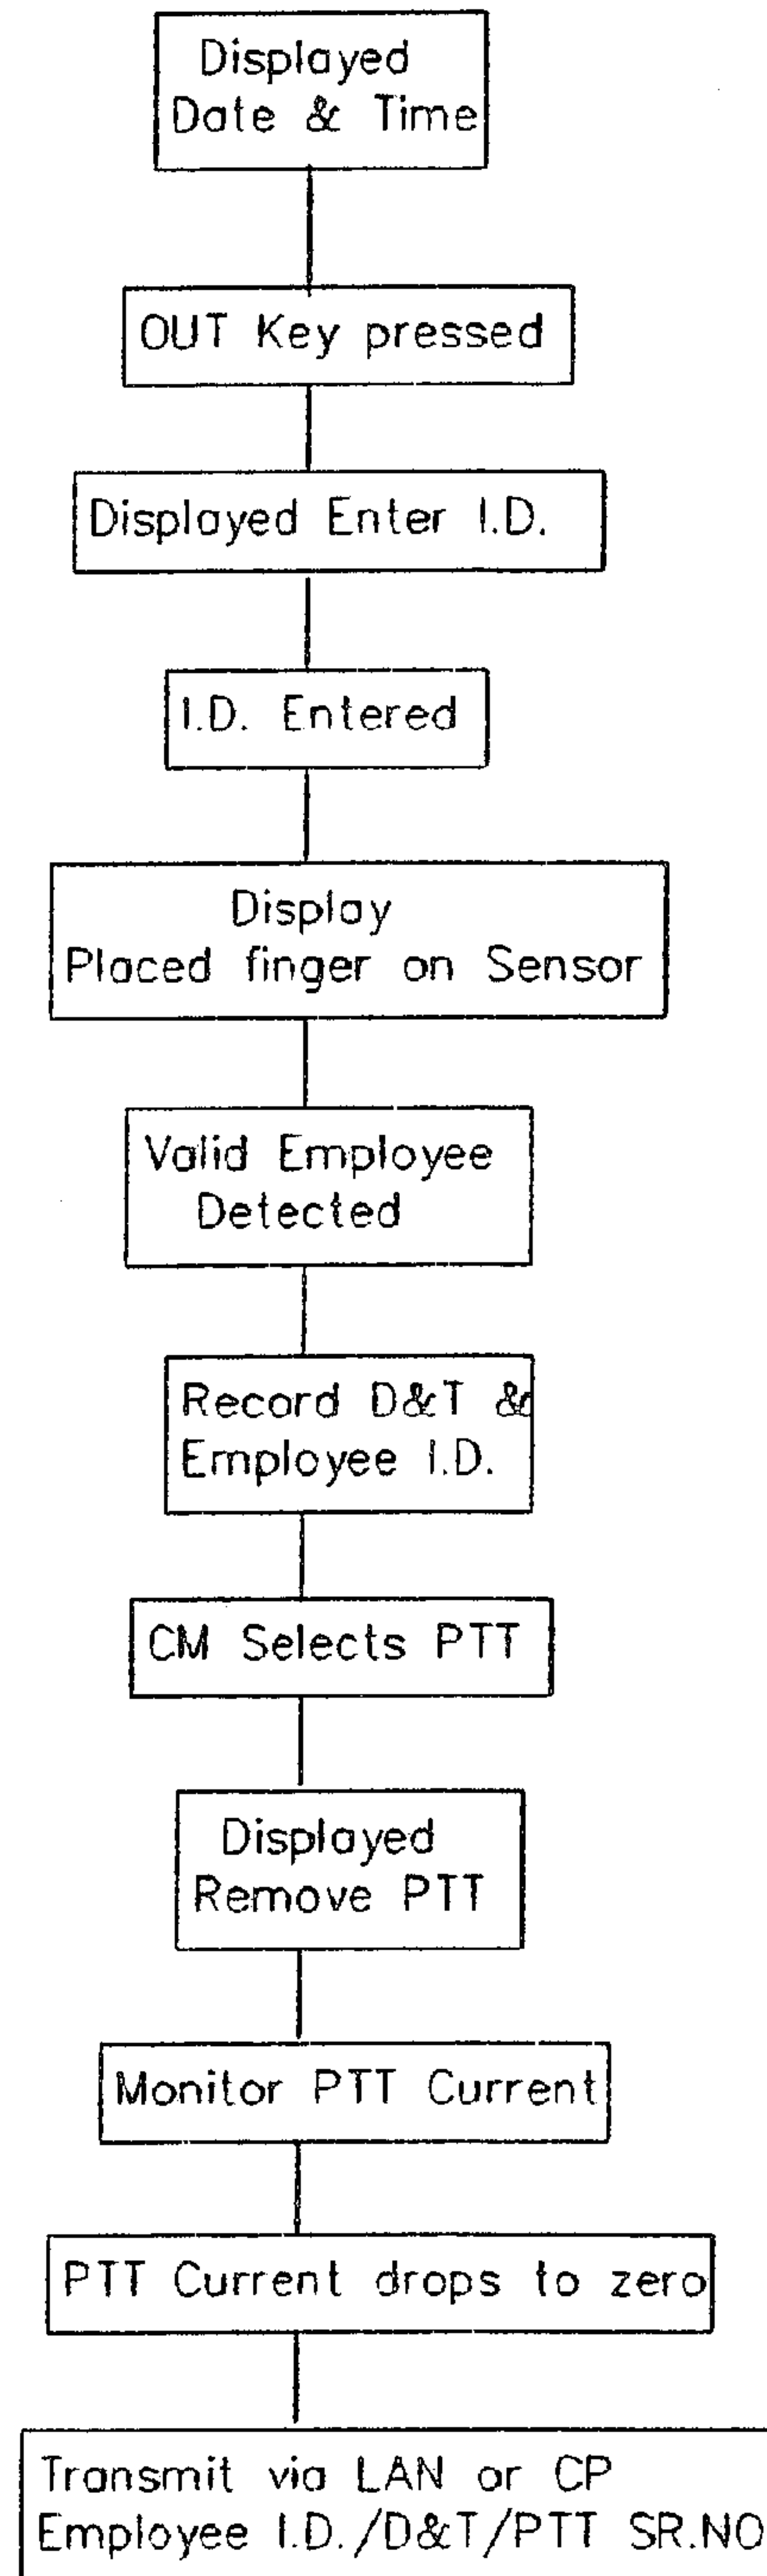 Displayed
Date & Time
OUT Key pressed
Displayed Enter I.D.
I.D. Entered
Display
Placed finger on Sensor
Valid Employee
Detected
Record D&T &
Employee I.D.
CM Selects PTT
Displayed
Remove PTT
Monitor PTT Current
PTT Current drops to zero
Transmit via LAN or CP
Employee I.D./D&T/PTT SR.NO